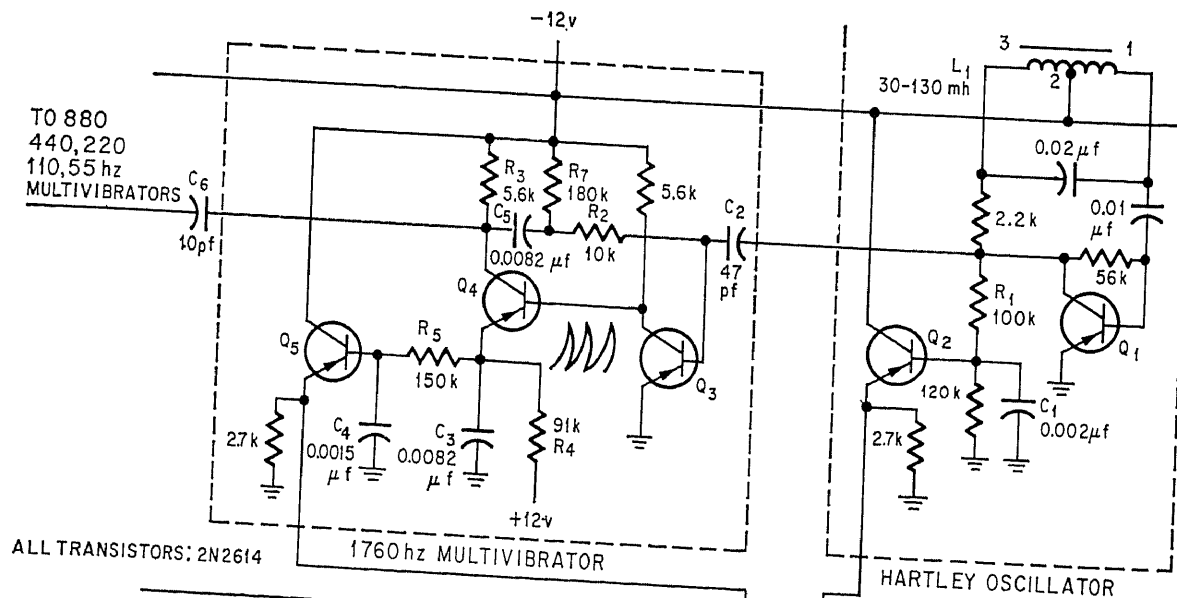 -12v
3
1
L1
2
30-130 mh
TO 880
440,220
110,55 hz
MULTIVIBRATORS
C6
10pf
R3
5.6k
R7
180k
5.6k
C5
R2
10k
0.0082 μf
C2
47
pf
0.02 μf
2.2k
0.01
μf
56k
R1
100k
Q1
Q4
Q5
R5
150k
Q3
Q2
120k
C1
0.002μf
2.7k
C4
0.0015
μf
C3
0.0082
μf
91k
R4
2.7k
+12v
ALL TRANSISTORS: 2N2614
1760hz MULTIVIBRATOR
HARTLEY OSCILLATOR